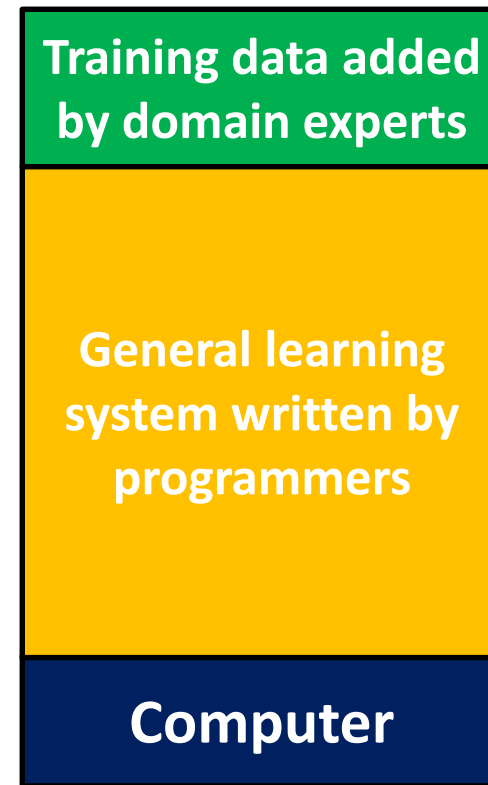 Training data added
by domain experts
General learning
system written by
programmers
Computer